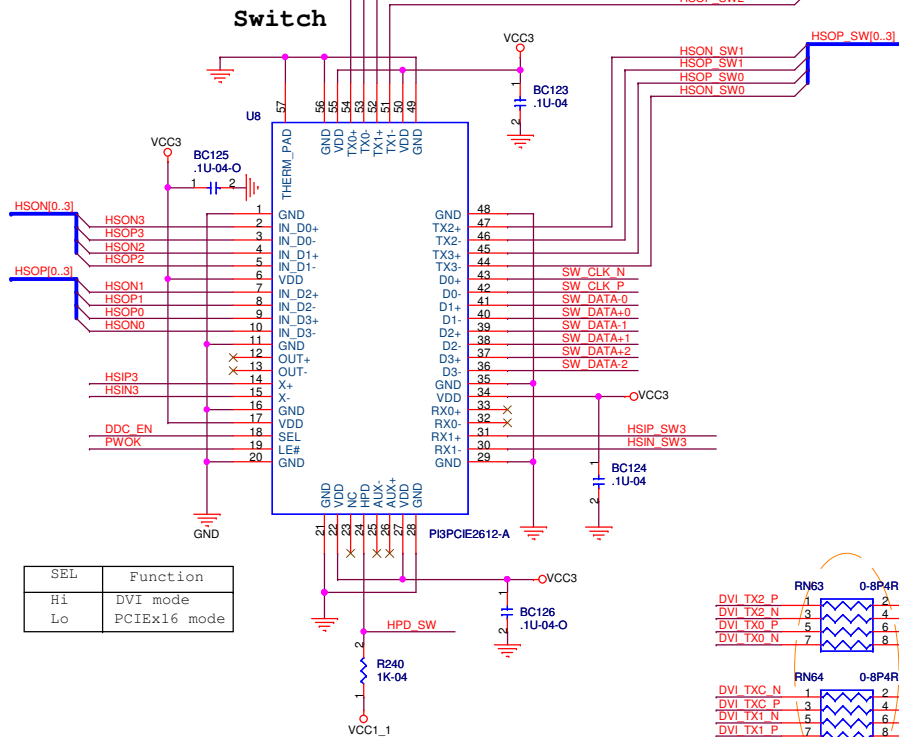 Switch
HSOP_SW2
HSOP_SW[0..3]
HSON_SW1
HSOP_SW1
HSOP_SW0
HSON_SW0
VCC3
BC123
.1U-04
1
2
U8
57
56
55
54
53
52
51
50
49
THERM_PAD
GND
VDD
TX0+
TX0-
TX1+
TX1-
VDD
GND
VCC3
BC125
.1U-04-O
1 2
HSON[0..3]
HSON3
HSOP3
HSON2
HSOP2
HSOP[0..3]
HSON1
HSOP1
HSOP0
HSON0
HSIP3
HSIN3
DDC_EN
PWOK
1 GND
2 IN_D0+
3 IN_D0-
4 IN_D1+
5 IN_D1-
6 VDD
7 IN_D2+
8 IN_D2-
9 IN_D3+
10 IN_D3-
11 GND
12 OUT+
13 OUT-
14 X+
15 X-
16 GND
17 VDD
18 SEL
19 LE#
20 GND
GND 48
TX2+ 47
TX2- 46
TX3+ 45
TX3- 44
D0+ 43 SW_CLK_N
D0- 42 SW_CLK_P
D1+ 41 SW_DATA-0
D1- 40 SW_DATA+0
D2+ 39 SW_DATA-1
D2- 38 SW_DATA+1
D3+ 37 SW_DATA+2
D3- 36 SW_DATA-2
GND 35
VDD 34 VCC3
RX0+ 33
RX0- 32
RX1+ 31 HSIP_SW3
RX1- 30 HSIN_SW3
GND 29
1
BC124
.1U-04
2
GND
VDD
NC
HPD
AUX-
AUX+
VDD
GND
21
22
23
24
25
26
27
28
PI3PCIE2612-A
GND
SEL Function
Hi DVI mode
Lo PCIEx16 mode
VCC3
1
BC126
.1U-04-O
2
HPD_SW
2
R240
1K-04
1
VCC1_1
RN63 0-8P4R
DVI_TX2_P 1 2
DVI_TX2_N 3 4
DVI_TX0_P 5 6
DVI_TX0_N 7 8
RN64 0-8P4R
DVI_TXC_N 1 2
DVI_TXC_P 3 4
DVI_TX1_N 5 6
DVI_TX1_P 7 8